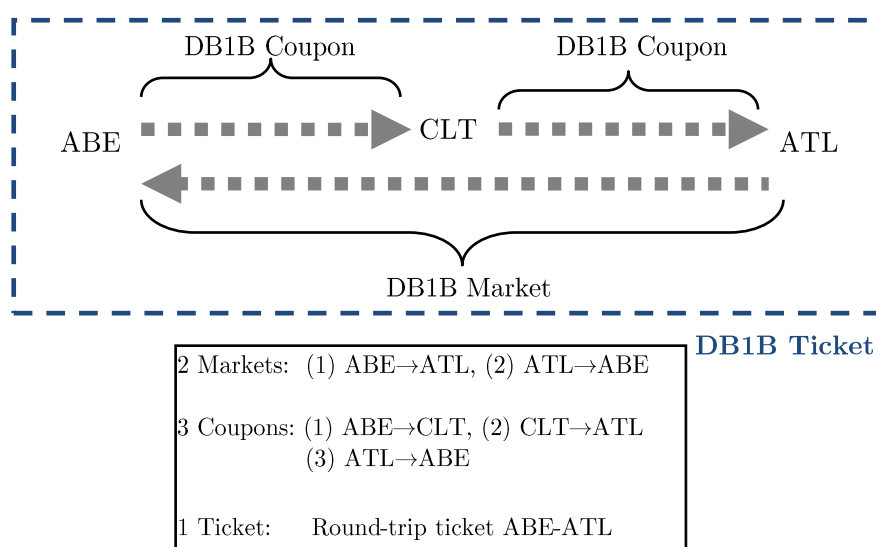 DB1B Coupon DB1B Coupon
ABE CLT ATL
DB1B Market
DB1B Ticket
2 Markets: (1) ABE→ATL, (2) ATL→ABE
3 Coupons: (1) ABE→CLT, (2) CLT→ATL
(3) ATL→ABE
1 Ticket: Round-trip ticket ABE-ATL